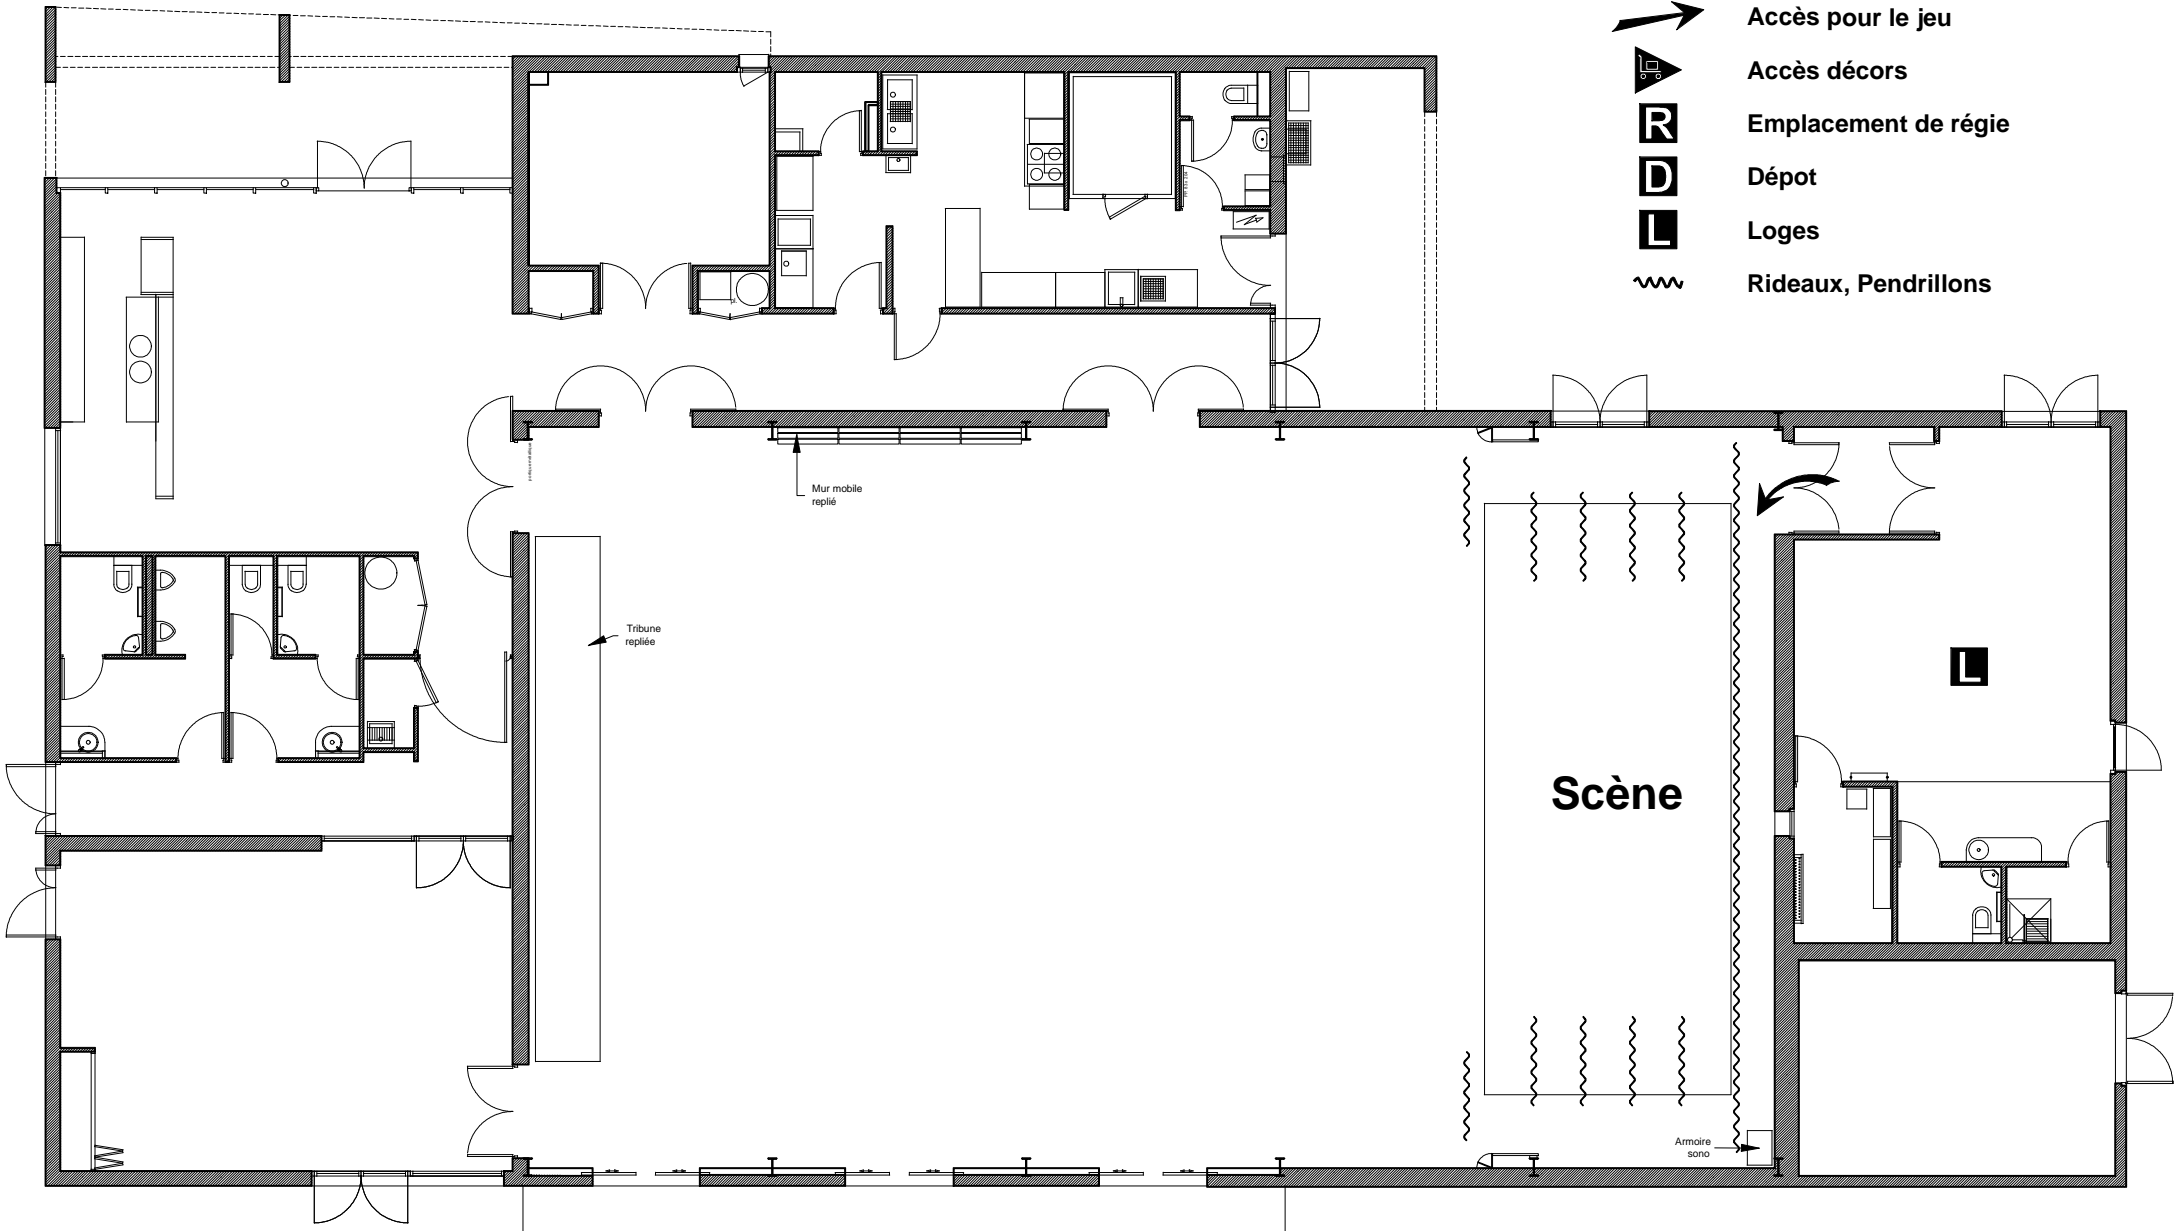 Accès pour le jeu
Accès décors
R Emplacement de régie
D Dépot
L Loges
Rideaux, Pendrillons
Mur mobile
replié
Tribune
repliée
L
Scène
Armoire
sono